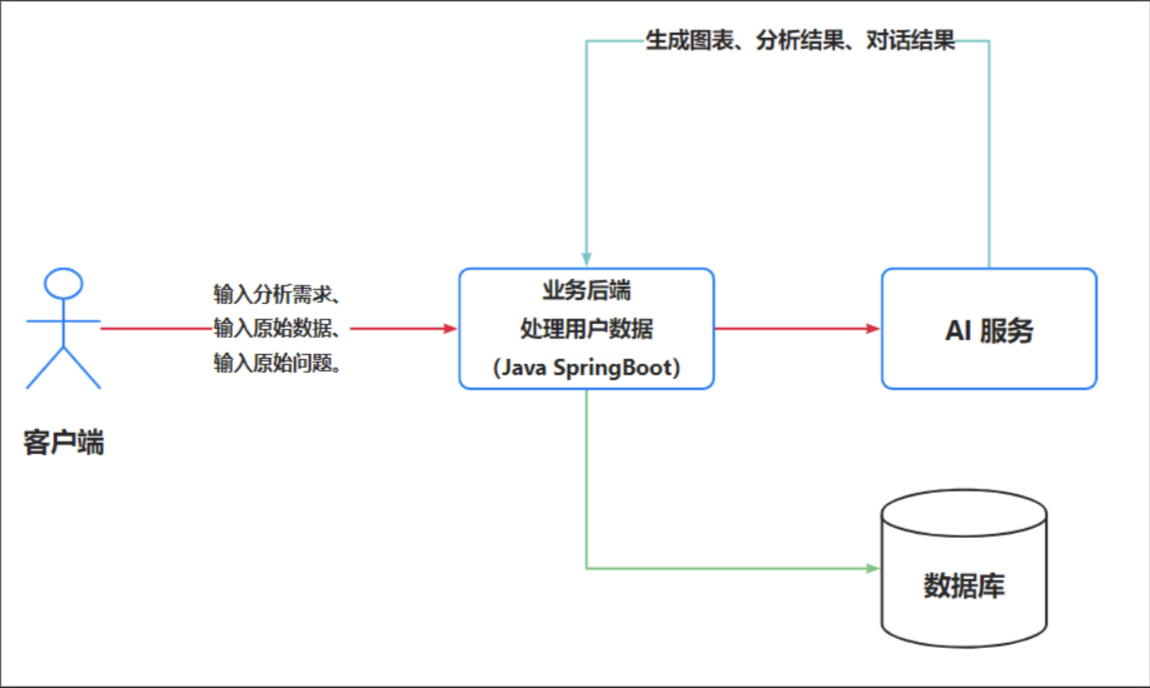 生成图表、分析结果、对话结果
输入分析需求、
输入原始数据、
输入原始问题。
客户端
业务后端
处理用户数据
（Java SpringBoot）
AI 服务
数据库